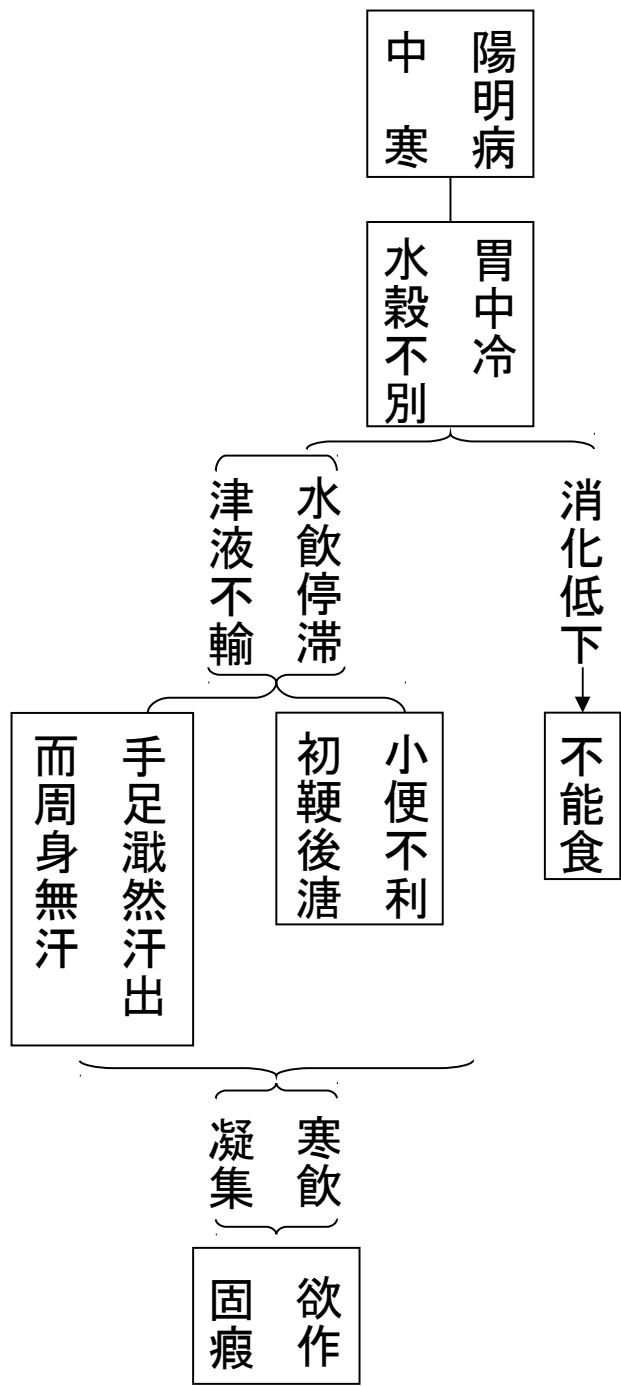 陽明病
中寒
胃中冷
水穀不別
消化低下
不能食
水飲停滞
津液不輸
小便不利
初鞕後溏
手足濈然汗出
而周身無汗
寒飲
凝集
欲作
固瘕